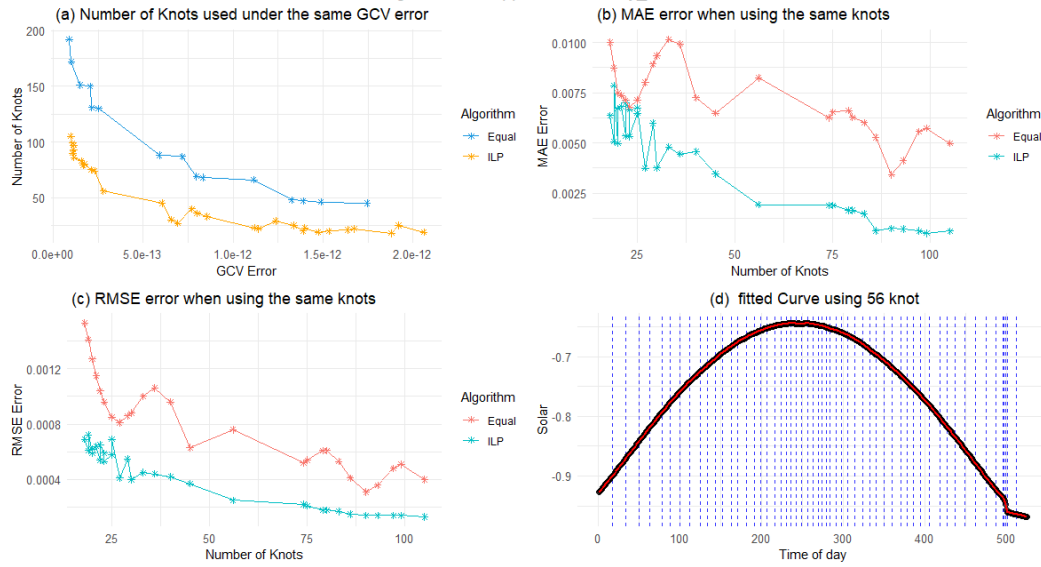 (a) Number of Knots used under the same GCV error
200
150
100
50
Number of Knots
0.0e+00 5.0e-13 1.0e-12 1.5e-12 2.0e-12
GCV Error
Algorithm
Equal
ILP
(b) MAE error when using the same knots
0.0100
0.0075
0.0050
0.0025
MAE Error
25 50 75 100
Number of Knots
Algorithm
Equal
ILP
(c) RMSE error when using the same knots
0.0012
0.0008
0.0004
RMSE Error
25 50 75 100
Number of Knots
Algorithm
Equal
ILP
(d) fitted Curve using 56 knot
-0.7
-0.8
-0.9
Solar
0 100 200 300 400 500
Time of day